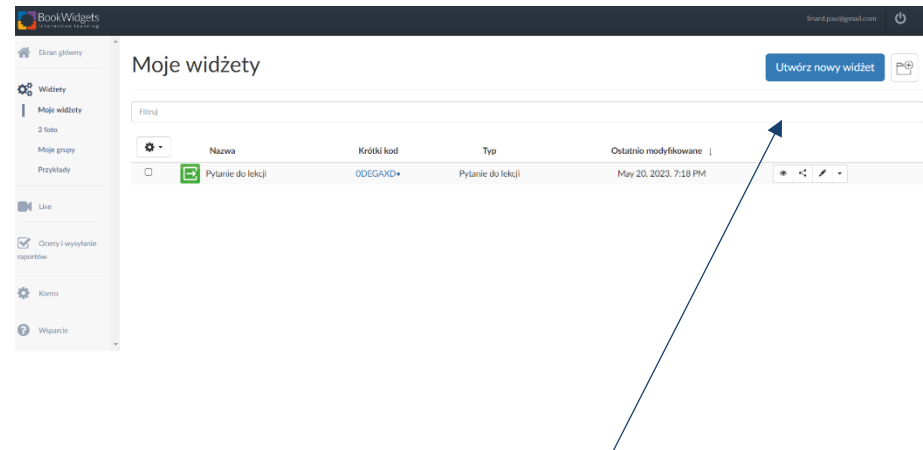 BookWidgets
interactive learning
linard.pau@gmail.com
Ekran główny
Widżety
Moje widżety
2 foto
Moje grupy
Przykłady
Live
Oceny i wysyłanie
raportów
Konto
Wsparcie
Moje widżety
Utwórz nowy widżet
Filtruj
Nazwa Krótki kod Typ Ostatnio modyfikowane ↓
Pytanie do lekcji 0DEGAXD• Pytanie do lekcji May 20, 2023, 7:18 PM